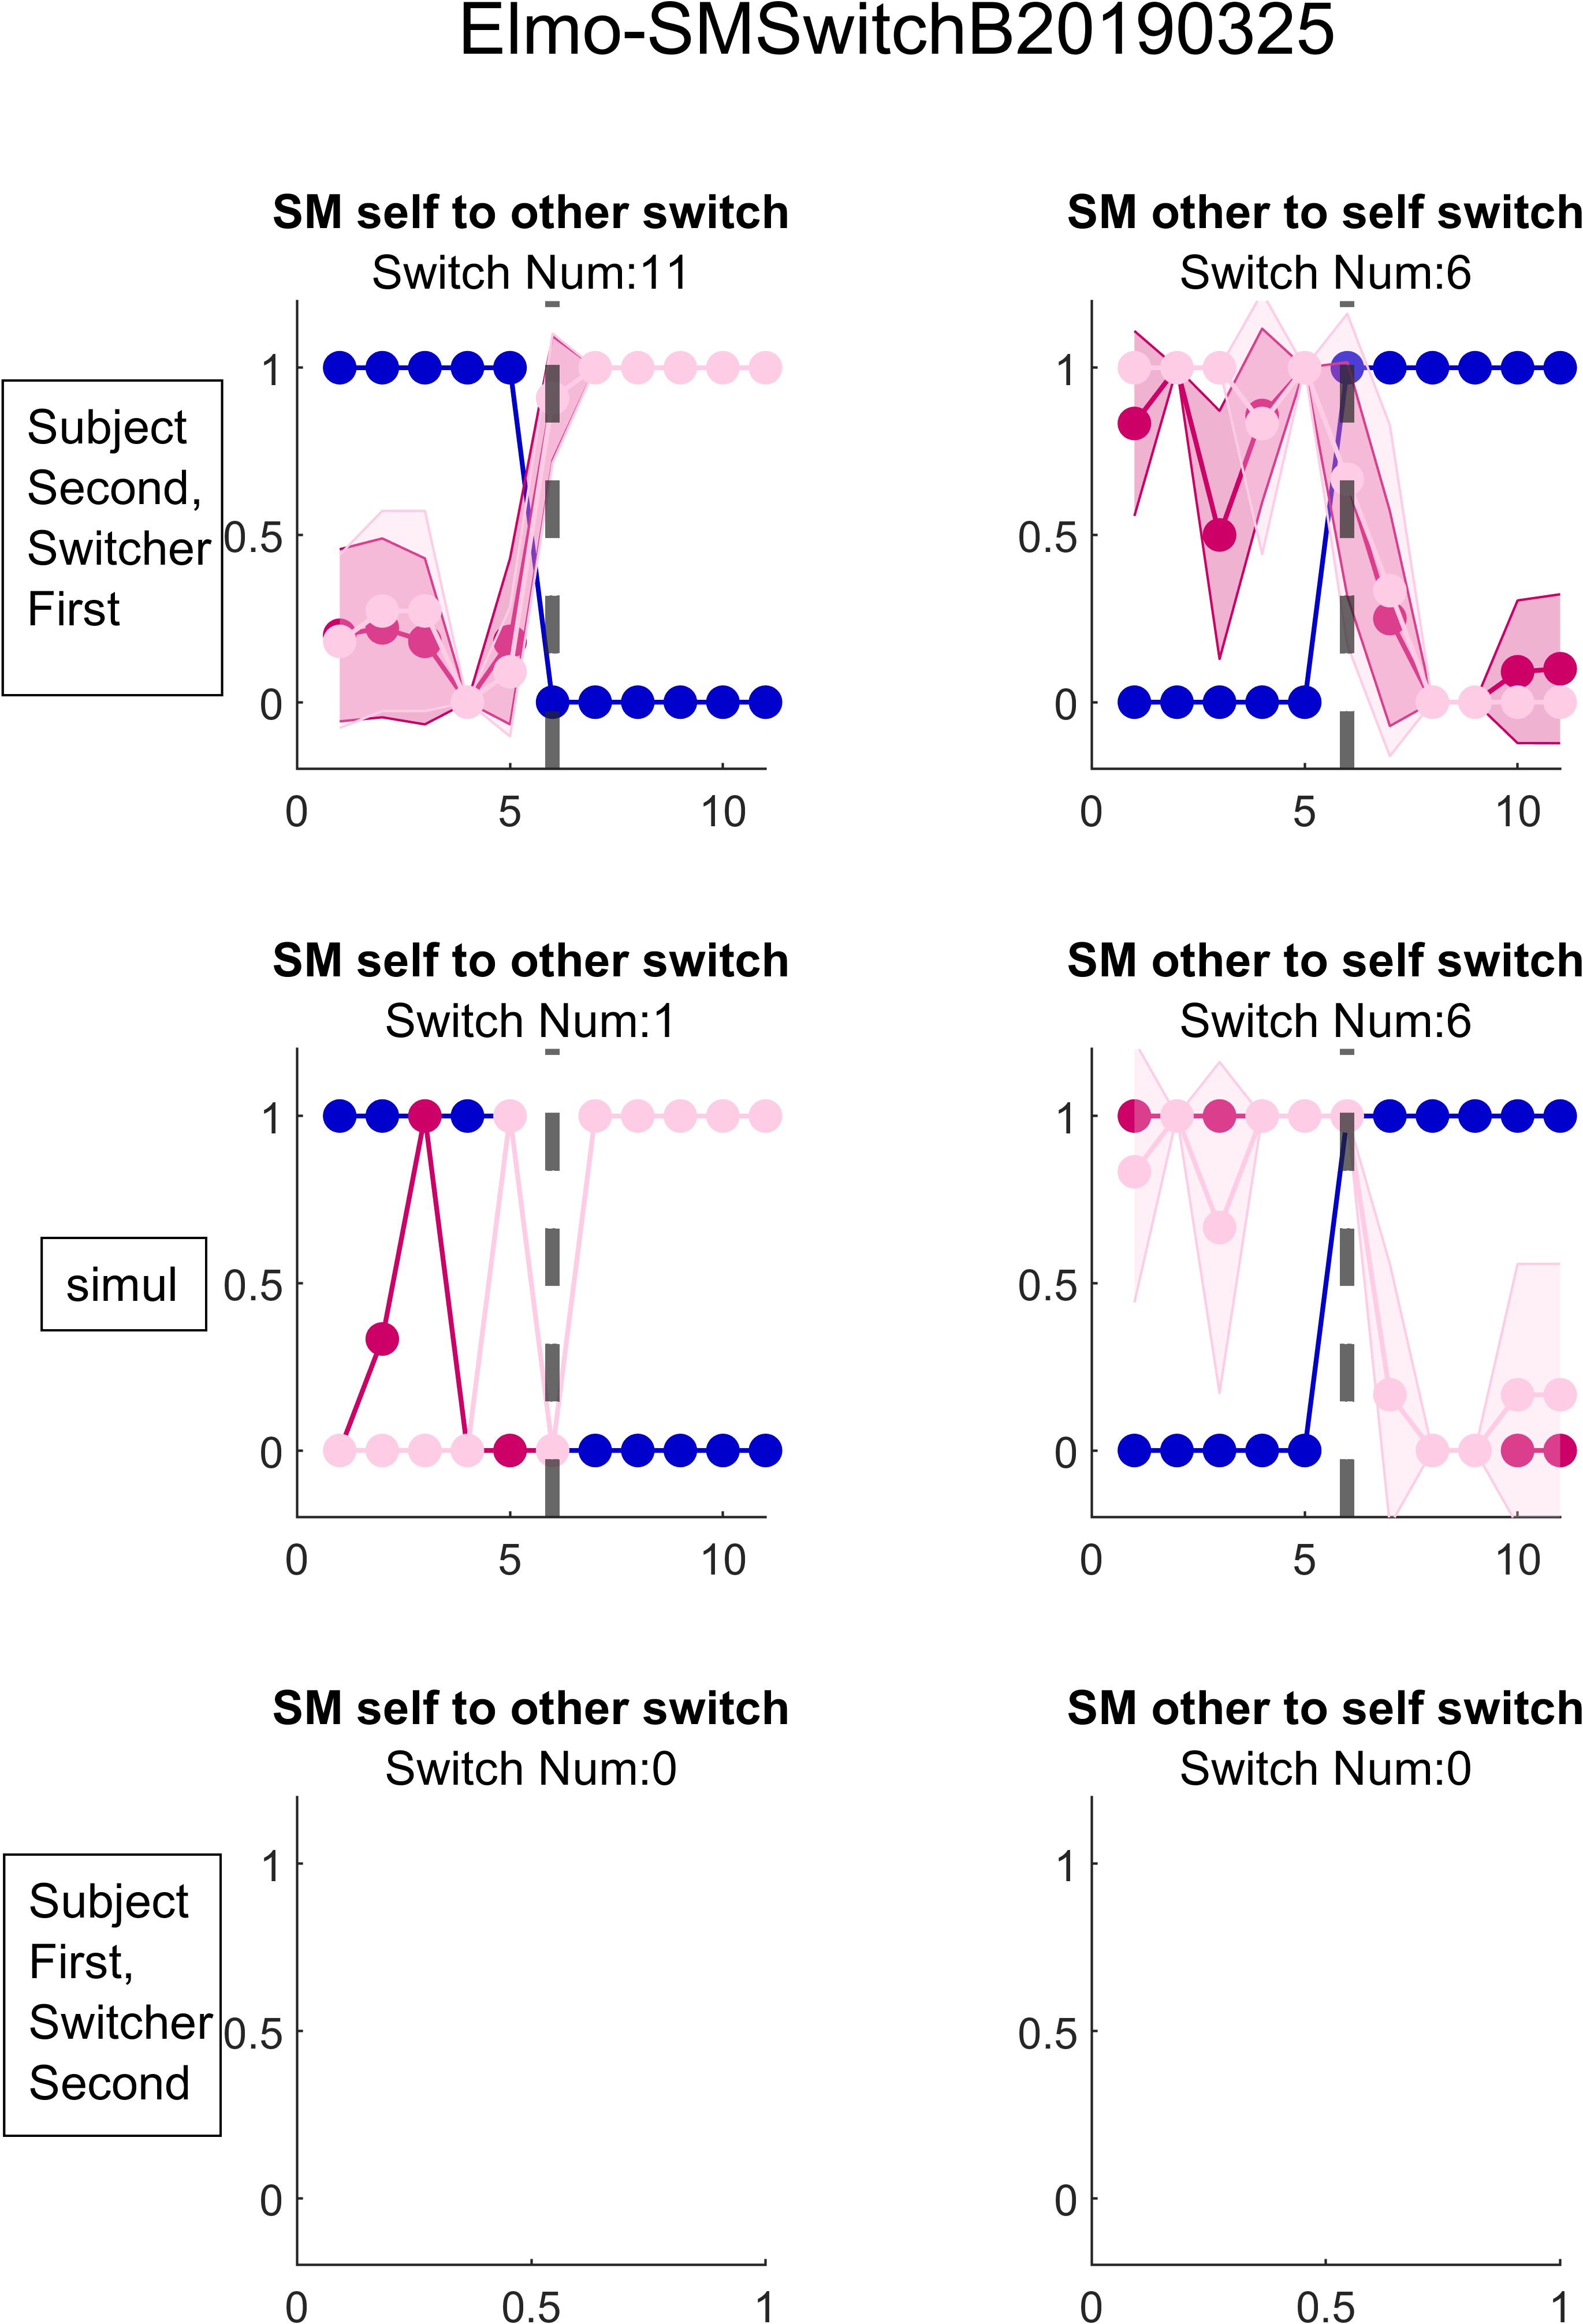 Elmo-SMSwitchB20190325
SM self to other switch
Switch Num:11
SM other to self switch
Switch Num:6
Subject
Second,
Switcher
First
1
0.5
0
0
5
10
1
0.5
0
0
5
10
SM self to other switch
Switch Num:1
SM other to self switch
Switch Num:6
simul
1
0.5
0
0
5
10
1
0.5
0
0
5
10
SM self to other switch
Switch Num:0
SM other to self switch
Switch Num:0
Subject
First,
Switcher
Second
1
0.5
0
0
0.5
1
1
0.5
0
0
0.5
1